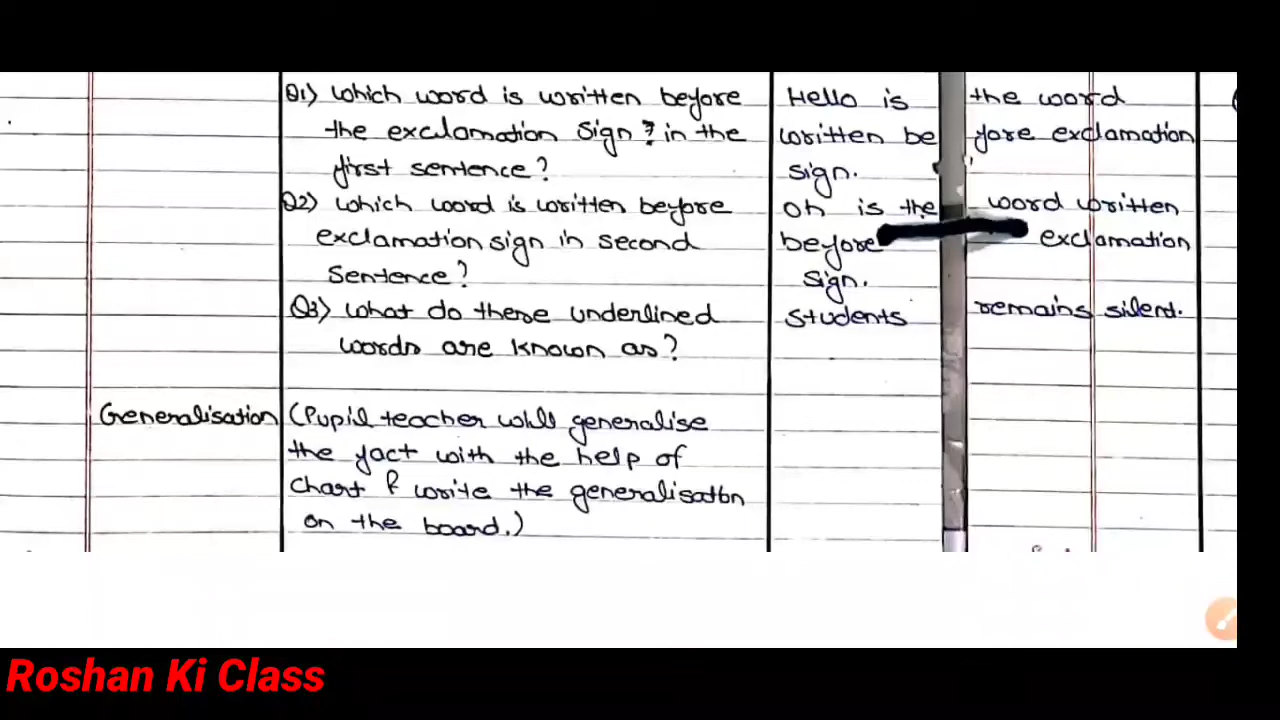 Q1) Which word is written before
the exclamation sign? in the
first sentence?
Hello is the word
written before exclamation
sign.
Q2) Which word is written before
exclamation sign in second
sentence?
Oh is the word written
before exclamation
sign.
Q3) What do these underlined
words are known as?
Students remains silent.
Generalisation
(Pupil teacher will generalise
the fact with the help of
chart & write the generalisation
on the board.)
Roshan Ki Class